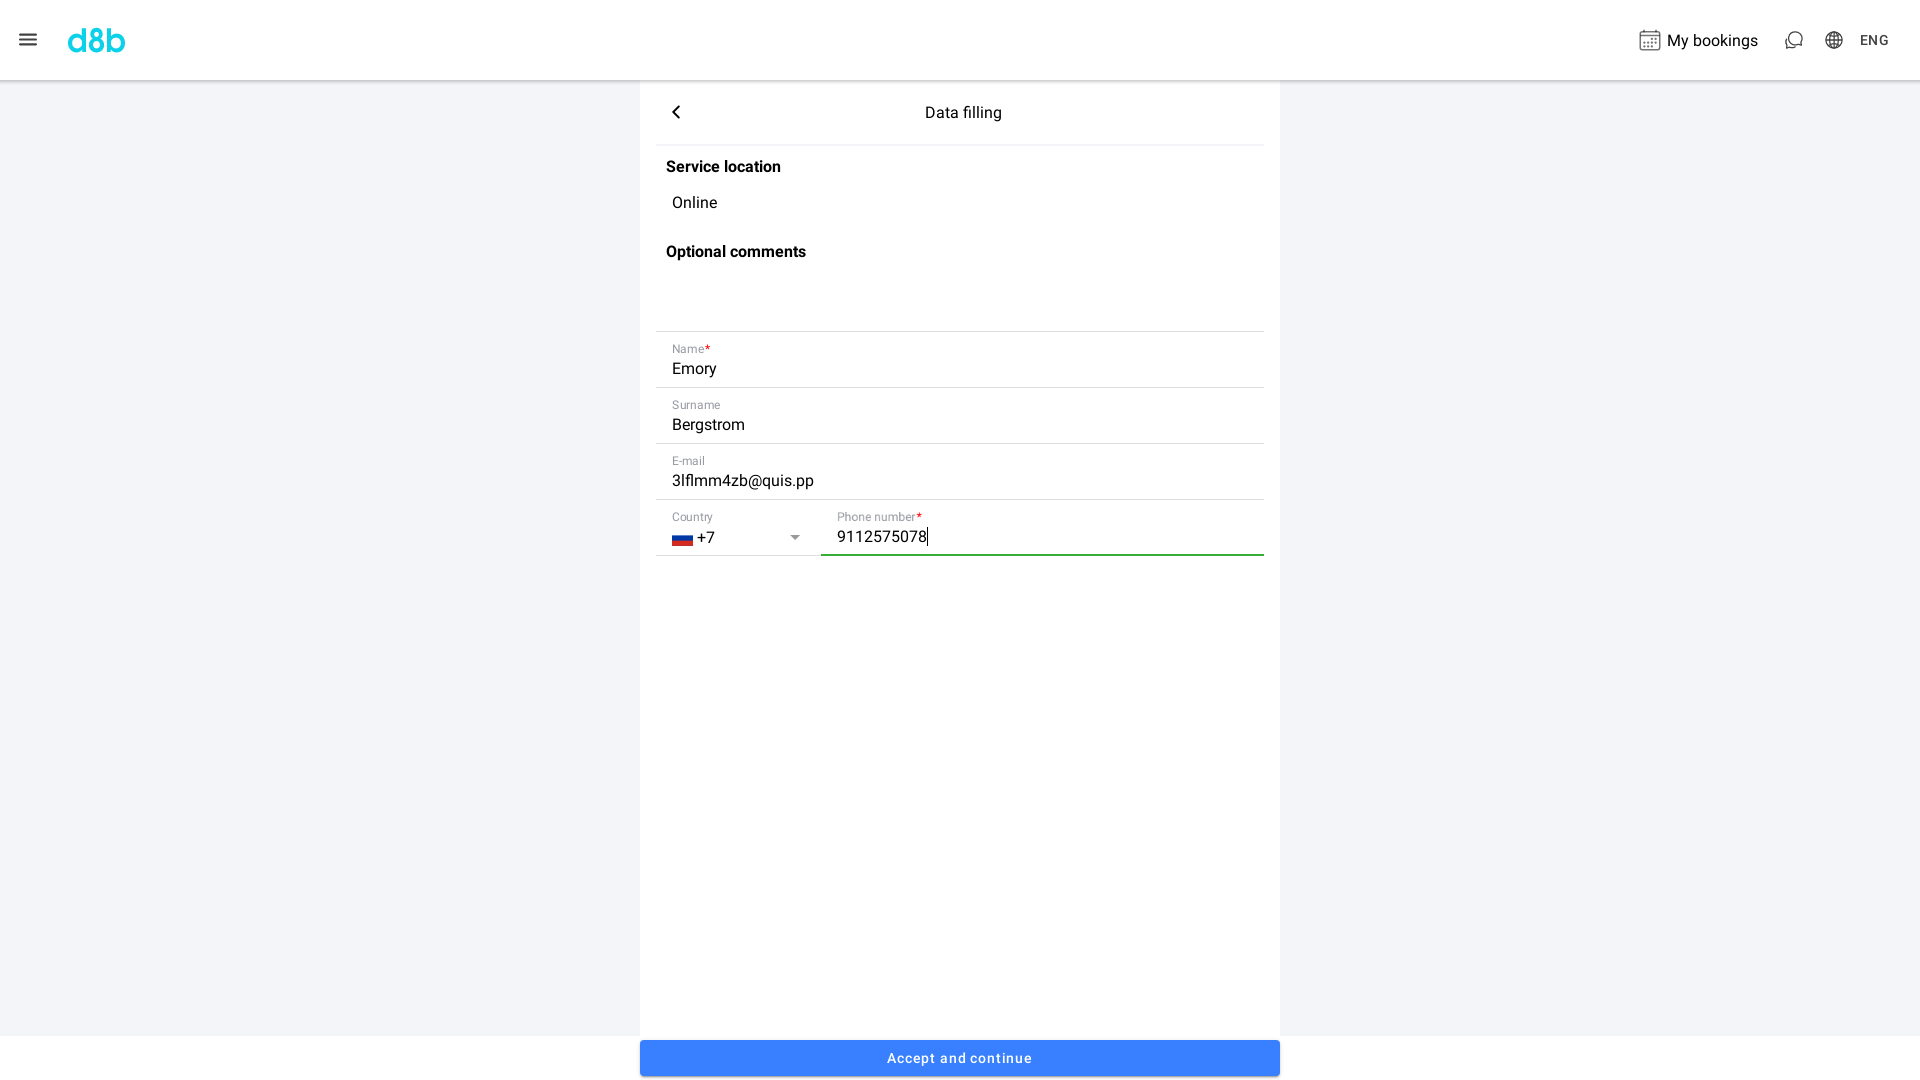 d8b
My bookings
ENG
Data filling
Service location
Online
Optional comments
Name*
Emory
Surname
Bergstrom
E-mail
3lflmm4zb@quis.pp
Country
Phone number*
+7
9112575078
Accept and continue